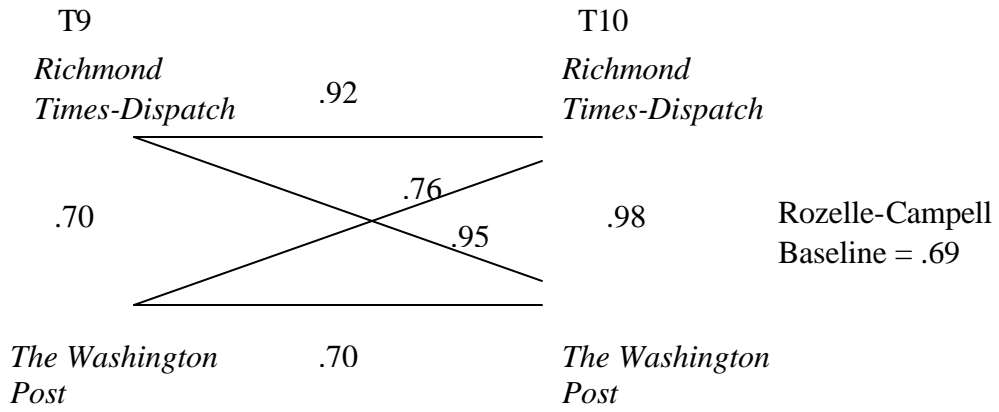 T9 T10
Richmond
Times-Dispatch
.92
Richmond
Times-Dispatch
.70
.76
.95
.98
Rozelle-Campell
Baseline = .69
The Washington
Post
.70
The Washington
Post